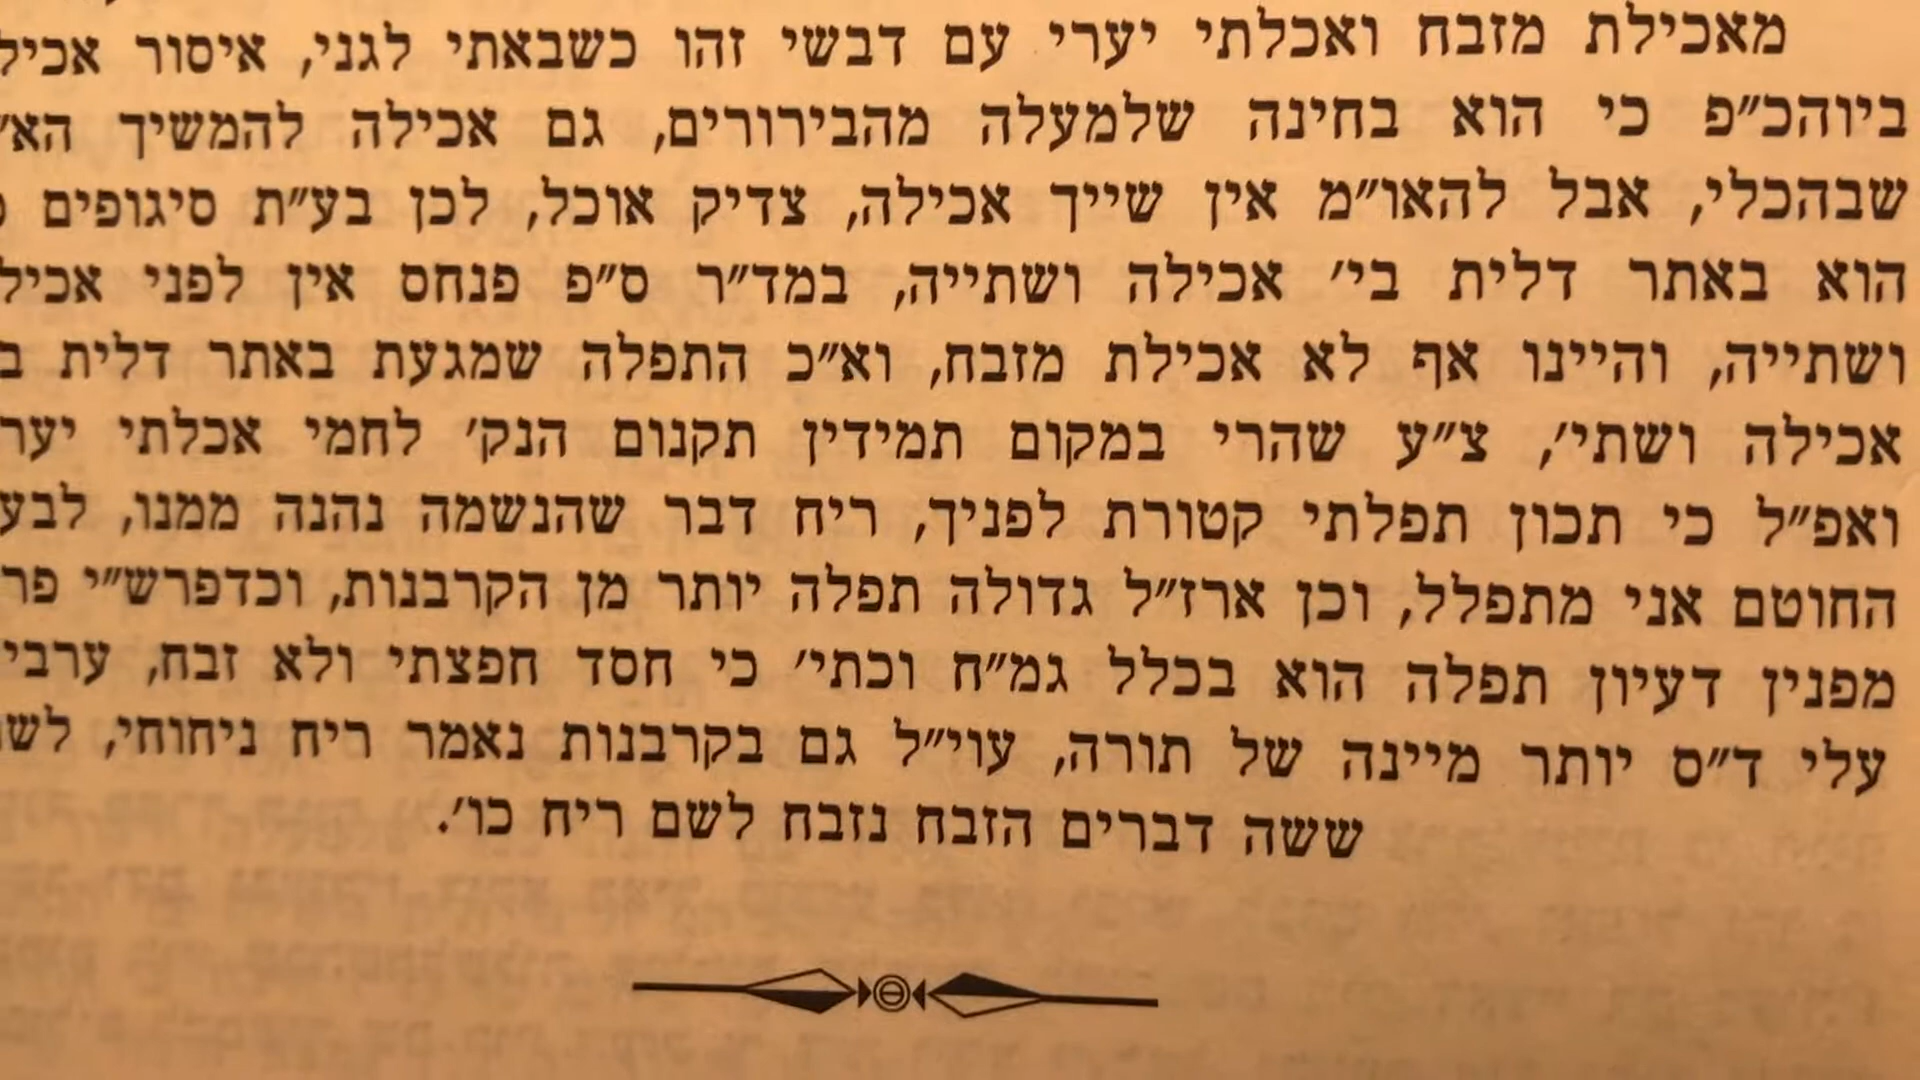 מאכילת מזבח ואכלתי יערי עם דבשי זהו כשבאתי לגני, איסור
ביוהכ״פ כי הוא בחינה שלמעלה מהבירורים, גם אכילה להמשיך הא״
שבהכלי, אבל להאו״מ אין שייך אכילה, צדיק אוכל, לכן בע״ת סיגופים
הוא באתר דלית בי׳ אכילה ושתייה, במד״ר ס״פ פנחס אין לפני
ושתייה, והיינו אף לא אכילת מזבח, וא״כ התפלה שמגעת באתר דלית
אכילה ושתי׳, צ״ע שהרי במקום תמידין תקנום הנק׳ לחמי אכלתי
ואפ״ל כי תכון תפלתי קטורת לפניך, ריח דבר שהנשמה נהנה ממנו,
החוטם אני מתפלל, וכן ארז״ל גדולה תפלה יותר מן הקרבנות, וכדפרש״י
מפנין דעיון תפלה הוא בכלל גמ״ח וכתי׳ כי חסד חפצתי ולא זבח,
עלי ד״ס יותר מיינה של תורה, עוי״ל גם בקרבנות נאמר ריח ניחוחי,
ששה דברים הזבח נזבח לשם ריח כו׳.